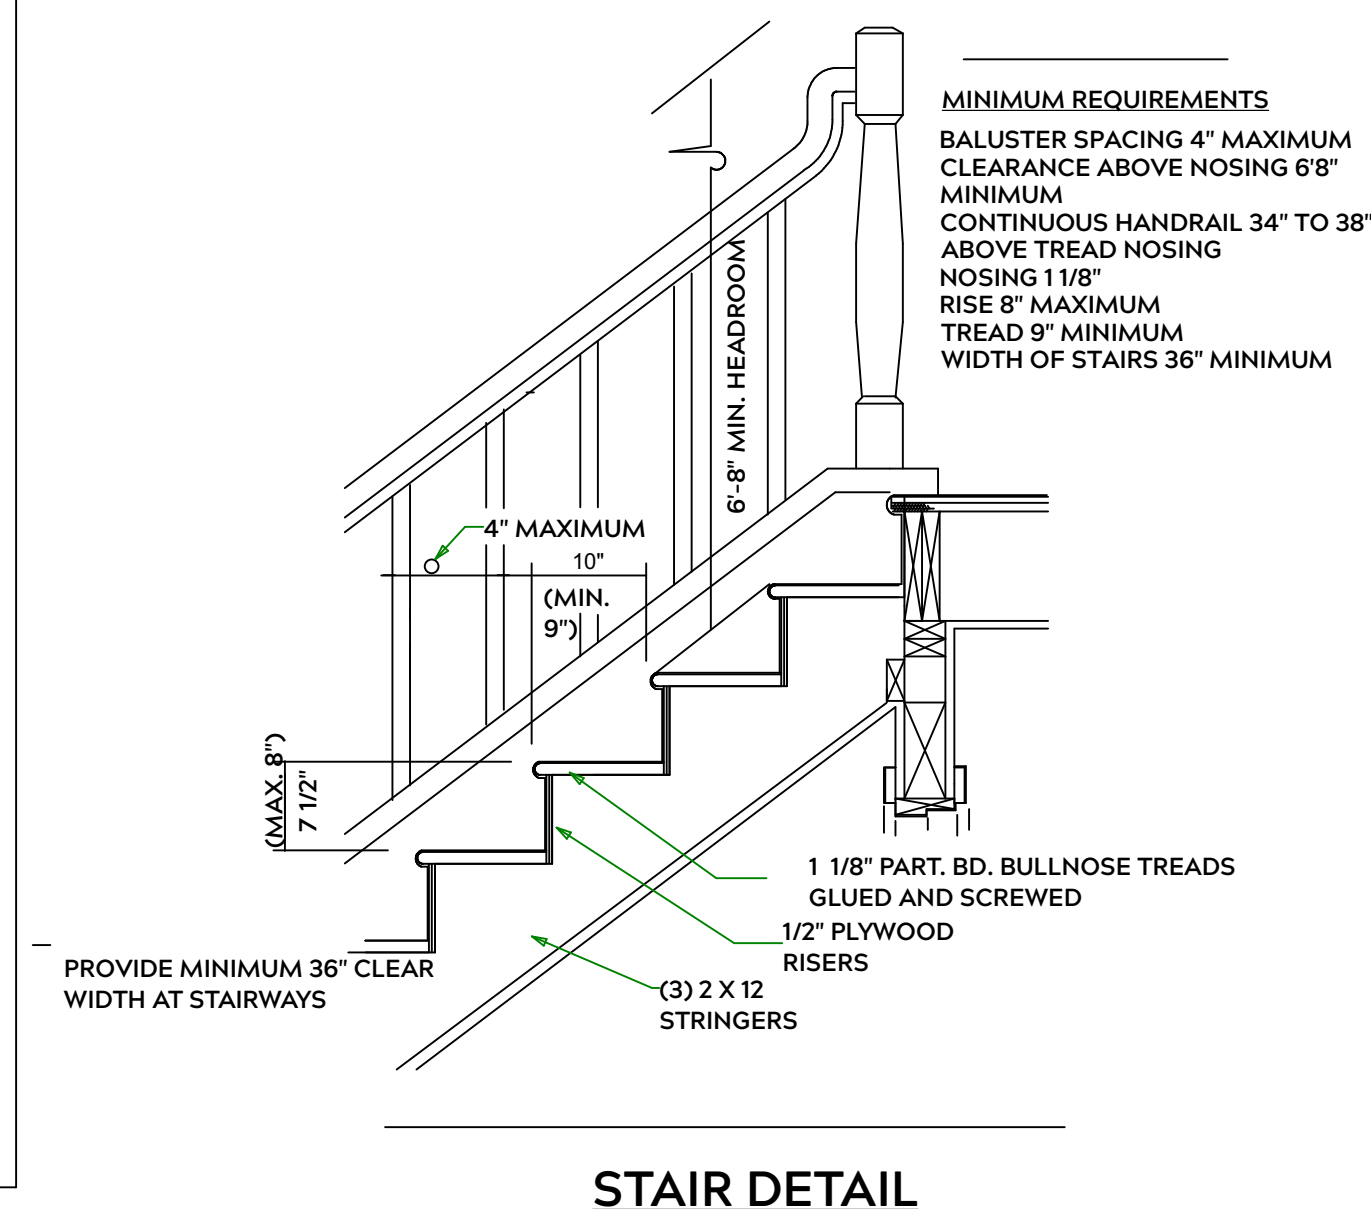 MINIMUM REQUIREMENTS
BALUSTER SPACING 4" MAXIMUM
CLEARANCE ABOVE NOSING 6'8"
MINIMUM
CONTINUOUS HANDRAIL 34" TO 38"
ABOVE TREAD NOSING
NOSING 1 1/8"
RISE 8" MAXIMUM
TREAD 9" MINIMUM
WIDTH OF STAIRS 36" MINIMUM
6'-8" MIN. HEADROOM
4" MAXIMUM
10"
(MIN.
9")
(MAX. 8")
7 1/2"
1 1/8" PART. BD. BULLNOSE TREADS
GLUED AND SCREWED
1/2" PLYWOOD
RISERS
PROVIDE MINIMUM 36" CLEAR
WIDTH AT STAIRWAYS
(3) 2 X 12
STRINGERS
STAIR DETAIL